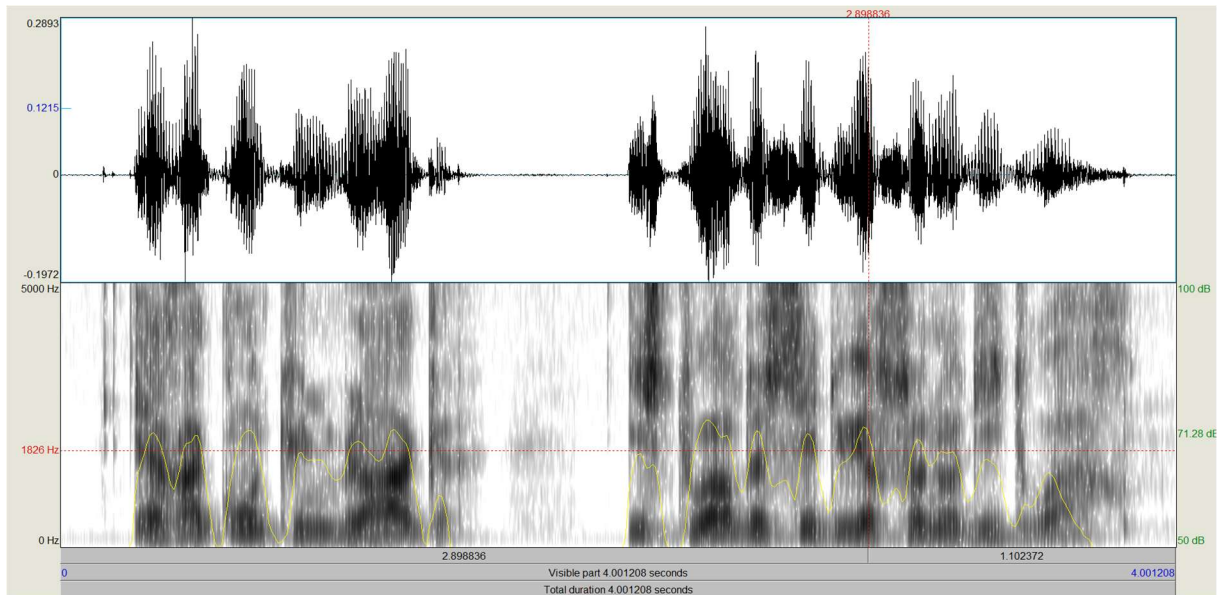 2.898836
0.2893
0.1215
0
-0.1972
5000 Hz 100 dB
1826 Hz 71.28 dB
0 Hz 50 dB
2.898836 1.102372
0 Visible part 4.001208 seconds 4.001208
Total duration 4.001208 seconds